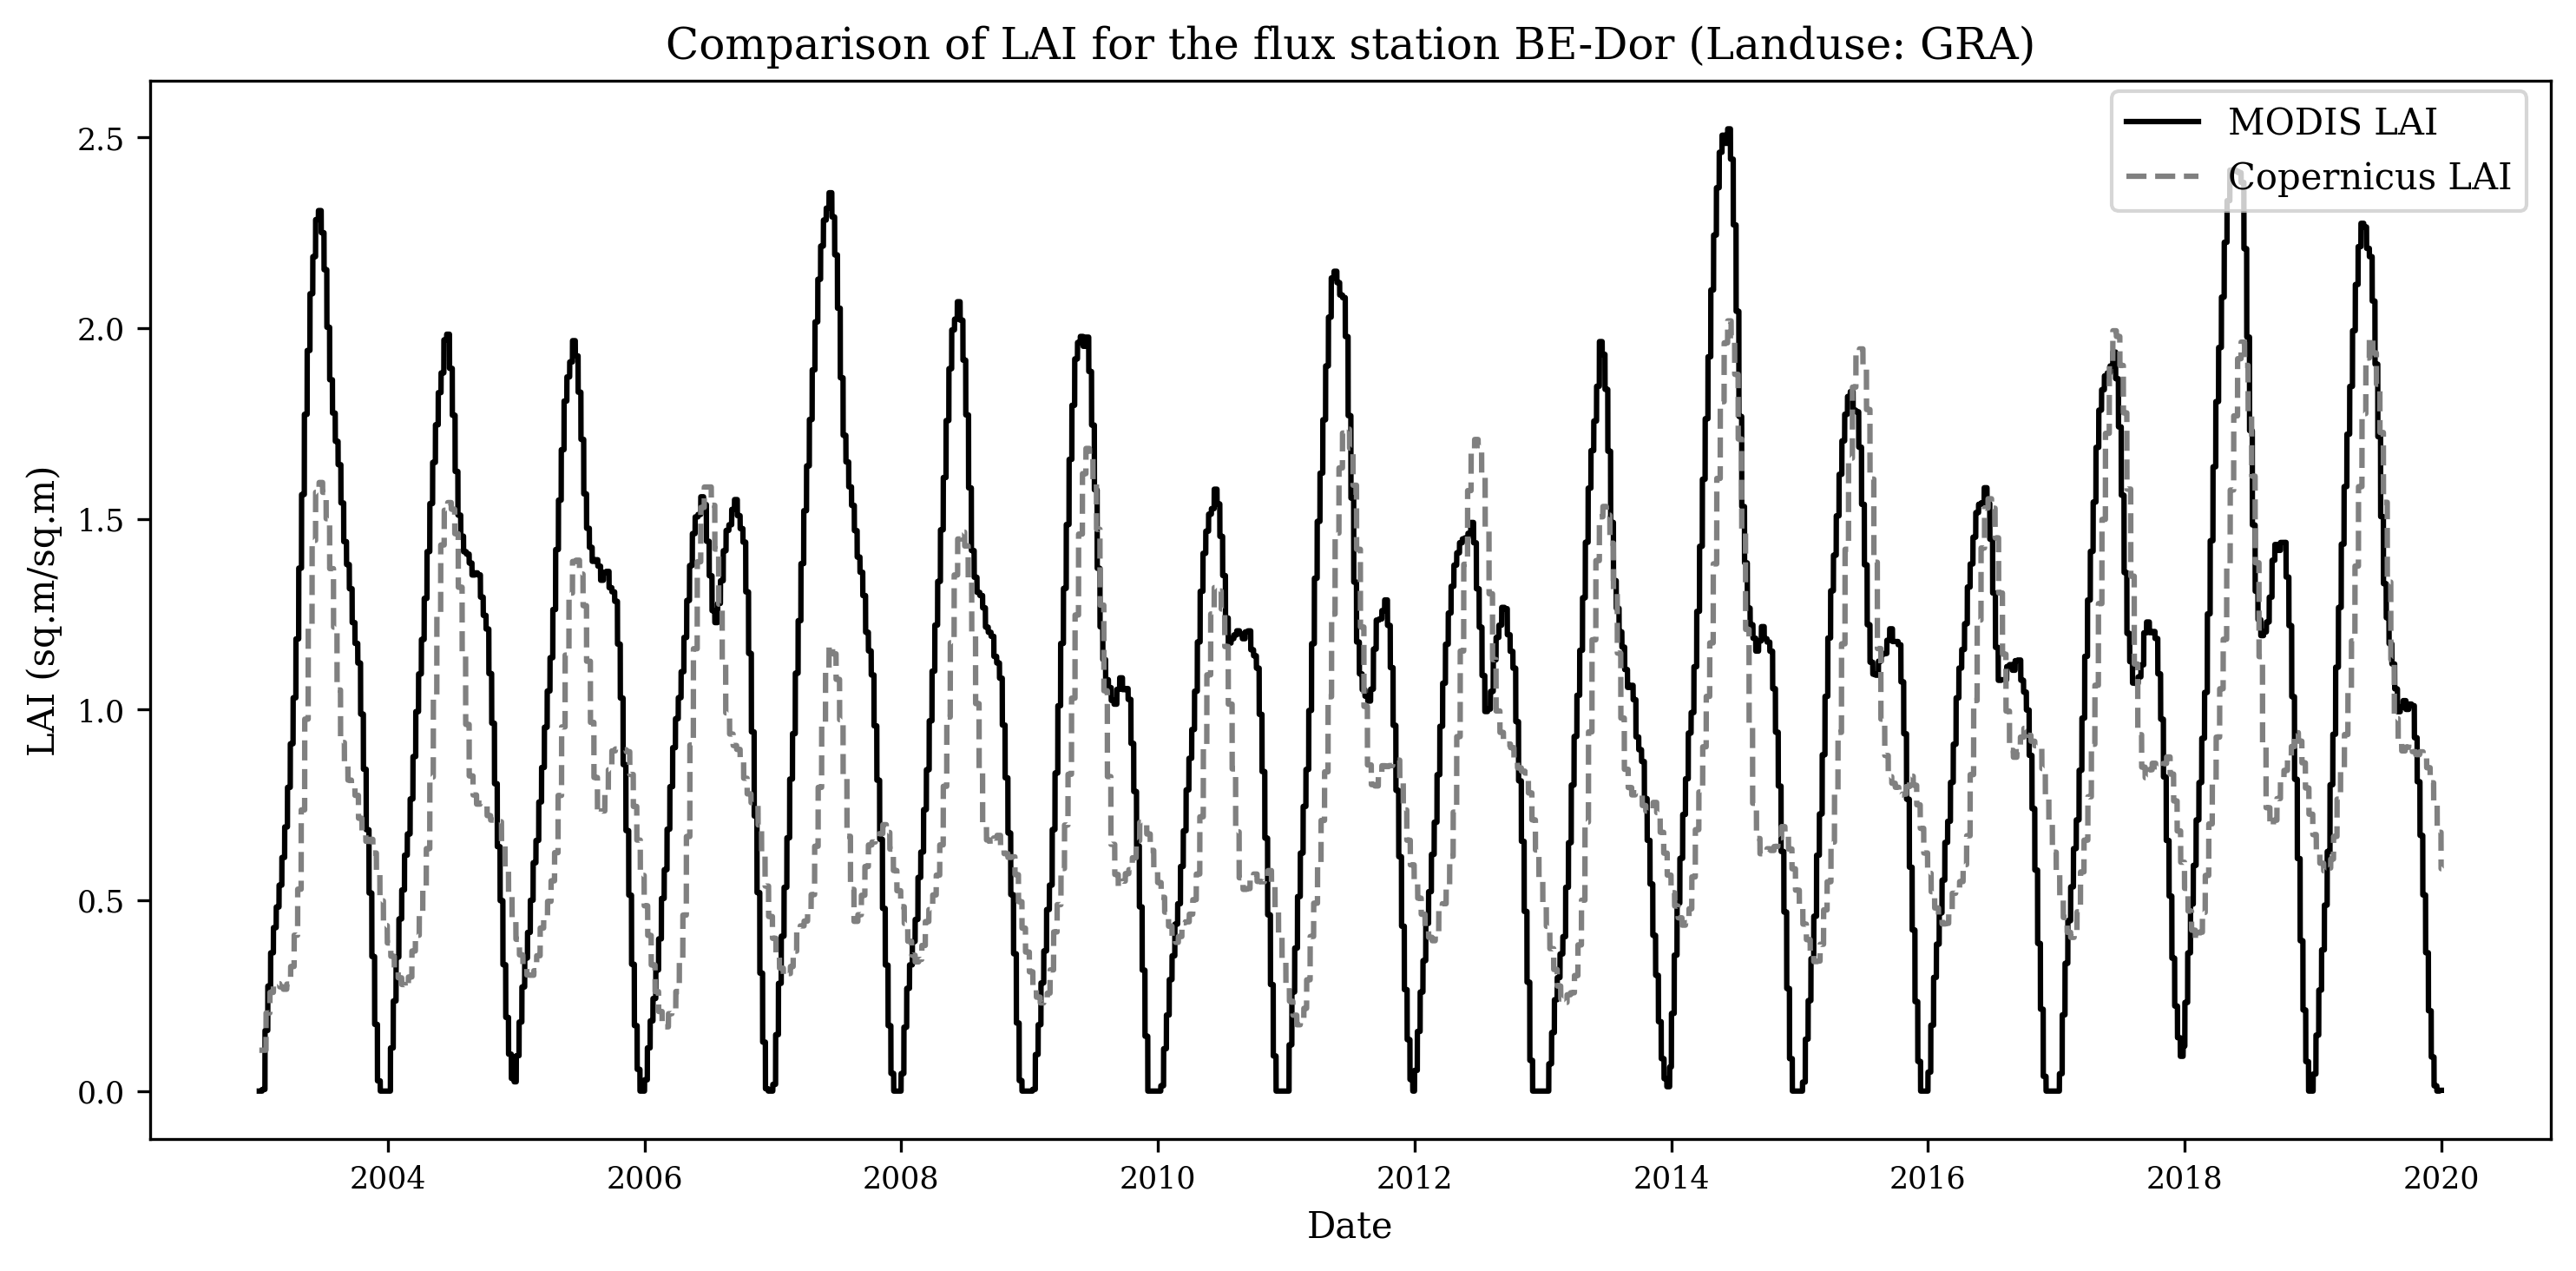 Comparison of LAI for the flux station BE-Dor (Landuse: GRA)
MODIS LAI
Copernicus LAI
LAI (sq.m/sq.m)
2.5
2.0
1.5
1.0
0.5
0.0
2004 2006 2008 2010 2012 2014 2016 2018 2020
Date